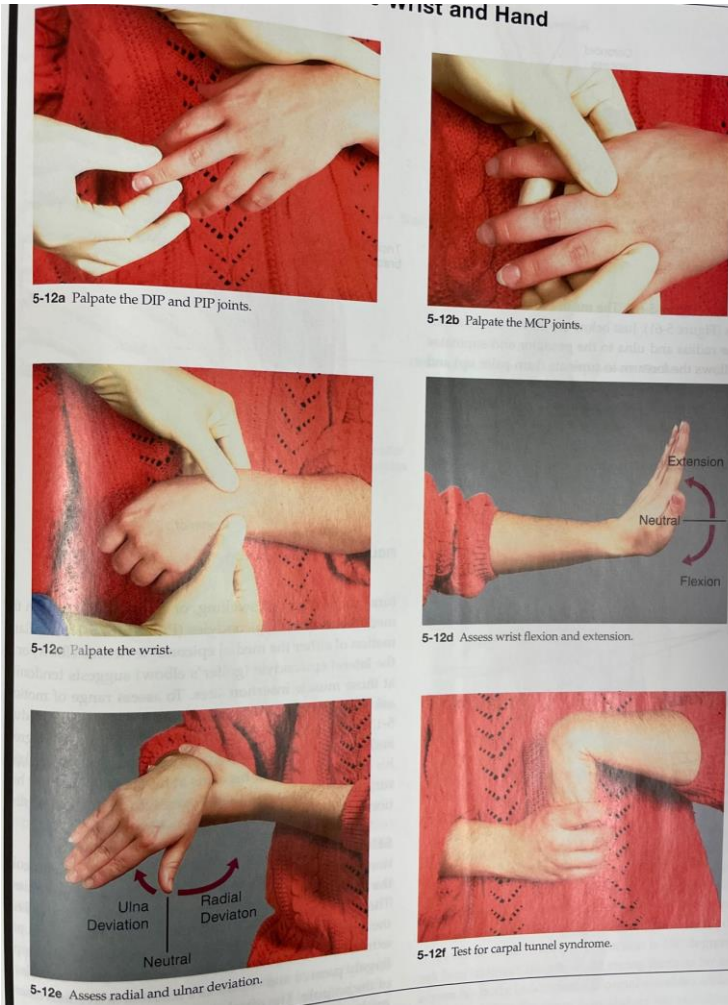 Wrist and Hand
5-12a Palpate the DIP and PIP joints.
5-12b Palpate the MCP joints.
5-12c Palpate the wrist.
Extension
Neutral
Flexion
5-12d Assess wrist flexion and extension.
Ulna
Deviation
Radial
Deviaton
Neutral
5-12e Assess radial and ulnar deviation.
5-12f Test for carpal tunnel syndrome.